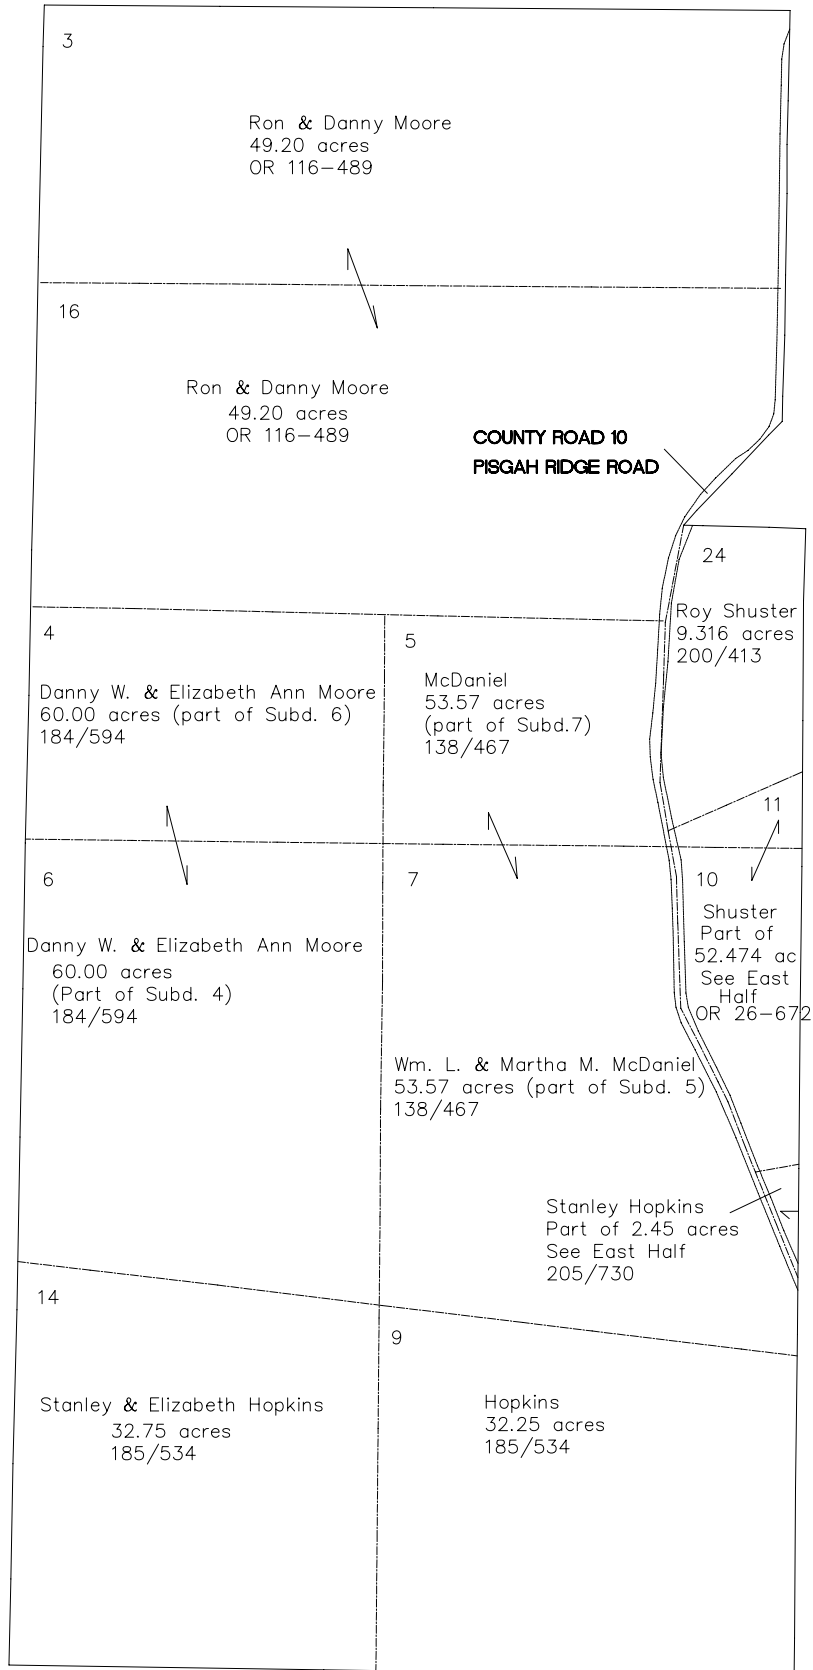 3
Ron & Danny Moore
49.20 acres
OR 116-489
16
Ron & Danny Moore
49.20 acres
OR 116-489
COUNTY ROAD 10
PISGAH RIDGE ROAD
24
Roy Shuster
9.316 acres
200/413
4
Danny W. & Elizabeth Ann Moore
60.00 acres (part of Subd. 6)
184/594
5
McDaniel
53.57 acres
(part of Subd.7)
138/467
11
6
Danny W. & Elizabeth Ann Moore
60.00 acres
(Part of Subd. 4)
184/594
7
Wm. L. & Martha M. McDaniel
53.57 acres (part of Subd. 5)
138/467
10
Shuster
Part of
52.474 ac
See East
Half
OR 26-672
Stanley Hopkins
Part of 2.45 acres
See East Half
205/730
14
Stanley & Elizabeth Hopkins
32.75 acres
185/534
9
Hopkins
32.25 acres
185/534